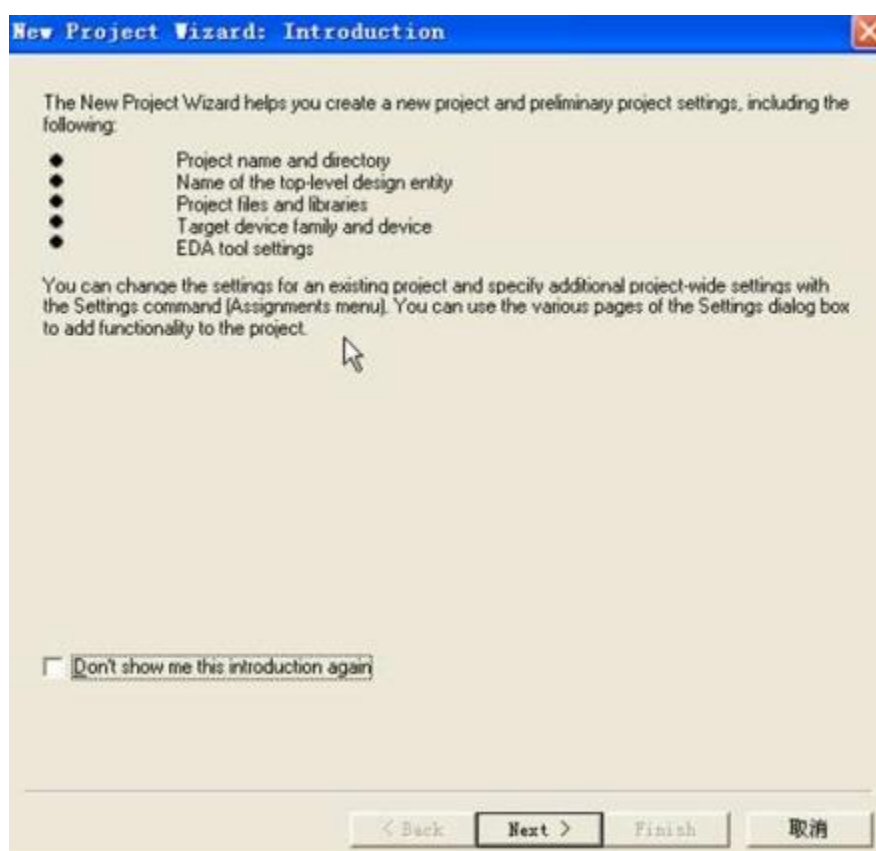 New Project Wizard: Introduction
The New Project Wizard helps you create a new project and preliminary project settings, including the
following:
● Project name and directory
● Name of the top-level design entity
● Project files and libraries
● Target device family and device
● EDA tool settings
You can change the settings for an existing project and specify additional project-wide settings with
the Settings command (Assignments menu). You can use the various pages of the Settings dialog box
to add functionality to the project.
Don't show me this introduction again
< Back Next > Finish 取消